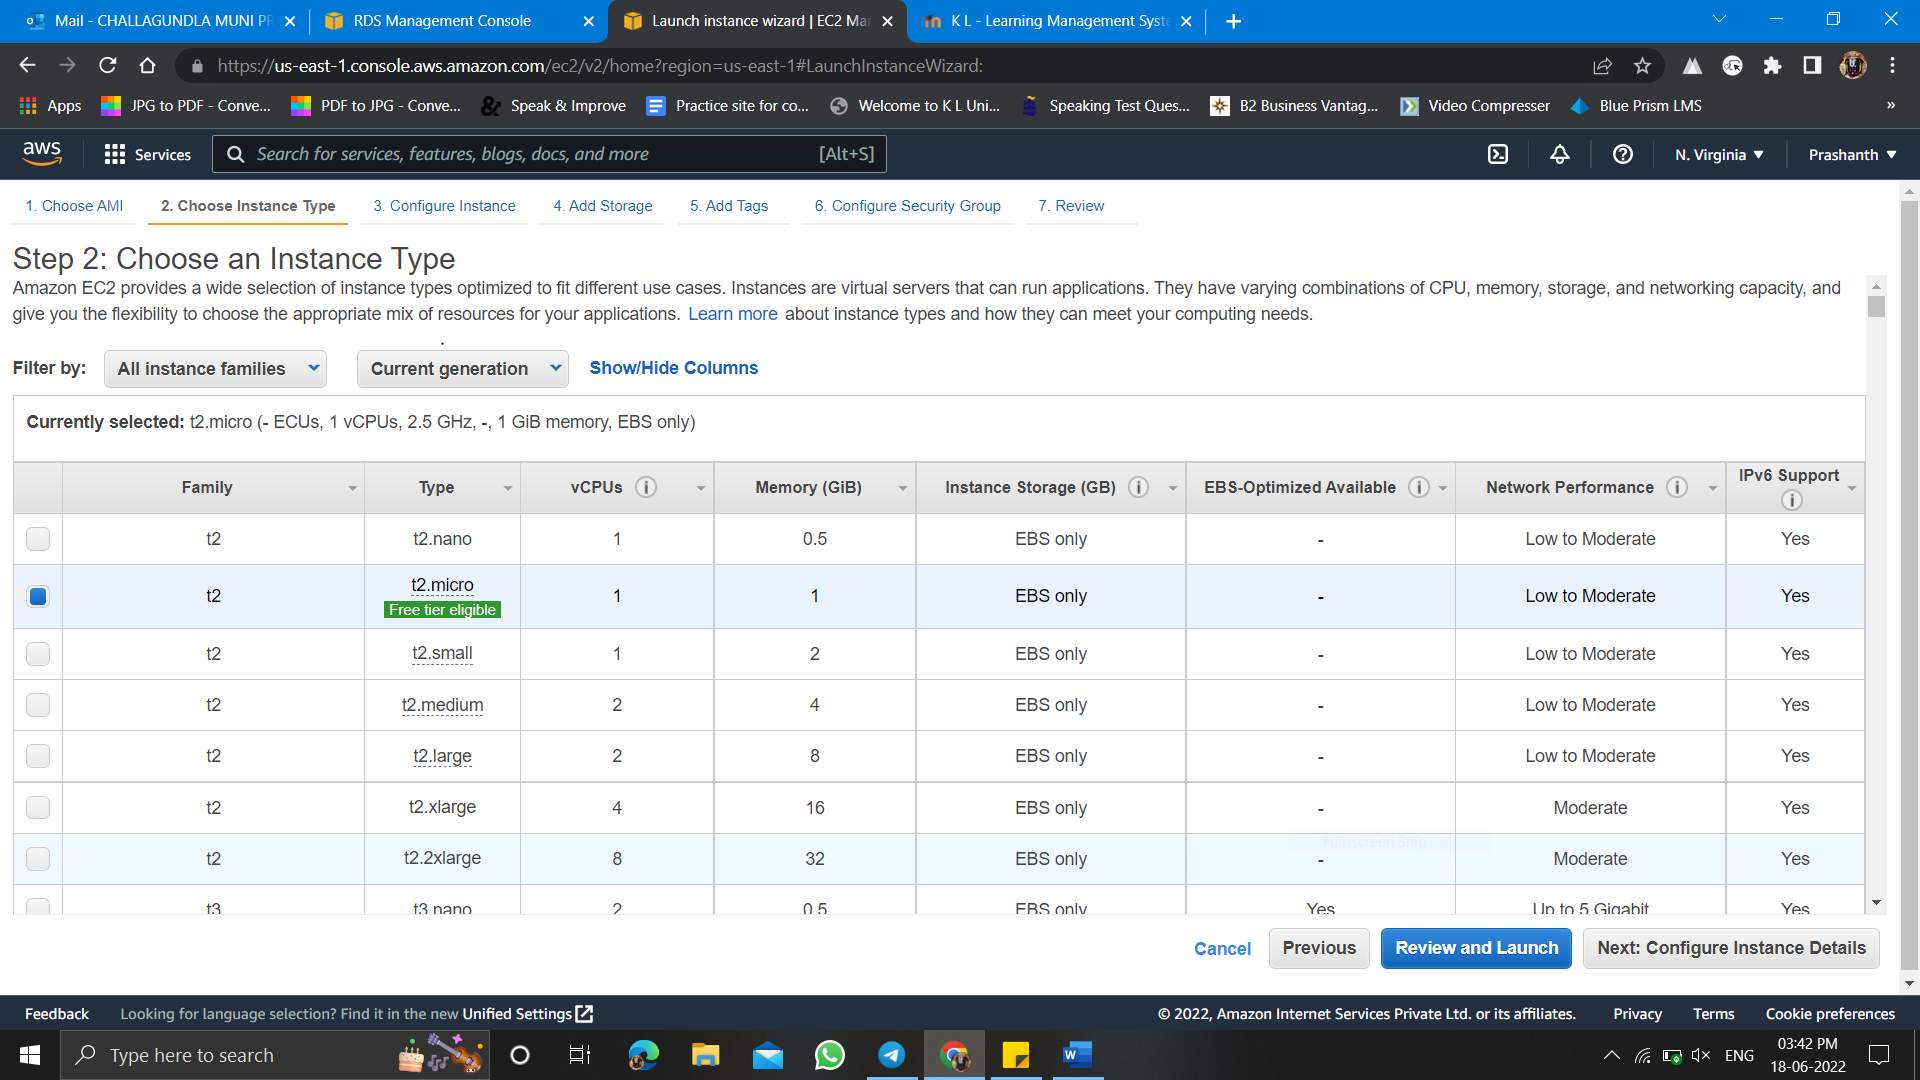 Mail - CHALLAGUNDLA MUNI PR
RDS Management Console
Launch instance wizard | EC2 Ma
K L - Learning Management Syst
https://us-east-1.console.aws.amazon.com/ec2/v2/home?region=us-east-1#LaunchInstanceWizard:
Apps
JPG to PDF - Conve...
PDF to JPG - Conve...
Speak & Improve
Practice site for co...
Welcome to K L Uni...
Speaking Test Ques...
B2 Business Vantag...
Video Compresser
Blue Prism LMS
»
aws
Services
Search for services, features, blogs, docs, and more
[Alt+S]
N. Virginia
Prashanth
1. Choose AMI
2. Choose Instance Type
3. Configure Instance
4. Add Storage
5. Add Tags
6. Configure Security Group
7. Review
Step 2: Choose an Instance Type
Amazon EC2 provides a wide selection of instance types optimized to fit different use cases. Instances are virtual servers that can run applications. They have varying combinations of CPU, memory, storage, and networking capacity, and
give you the flexibility to choose the appropriate mix of resources for your applications. Learn more about instance types and how they can meet your computing needs.
Filter by:
All instance families
Current generation
Show/Hide Columns
Currently selected: t2.micro (- ECUs, 1 vCPUs, 2.5 GHz, -, 1 GiB memory, EBS only)
Family Type vCPUs Memory (GiB) Instance Storage (GB) EBS-Optimized Available Network Performance IPv6 Support
t2 t2.nano 1 0.5 EBS only - Low to Moderate Yes
t2 t2.micro 1 1 EBS only - Low to Moderate Yes
Free tier eligible
t2 t2.small 1 2 EBS only - Low to Moderate Yes
t2 t2.medium 2 4 EBS only - Low to Moderate Yes
t2 t2.large 2 8 EBS only - Low to Moderate Yes
t2 t2.xlarge 4 16 EBS only - Moderate Yes
t2 t2.2xlarge 8 32 EBS only - Moderate Yes
t3 t3.nano 2 0.5 EBS only Yes Up to 5 Gigabit Yes
Cancel
Previous
Review and Launch
Next: Configure Instance Details
Feedback
Looking for language selection? Find it in the new Unified Settings
© 2022, Amazon Internet Services Private Ltd. or its affiliates.
Privacy
Terms
Cookie preferences
Type here to search
ENG
03:42 PM
18-06-2022